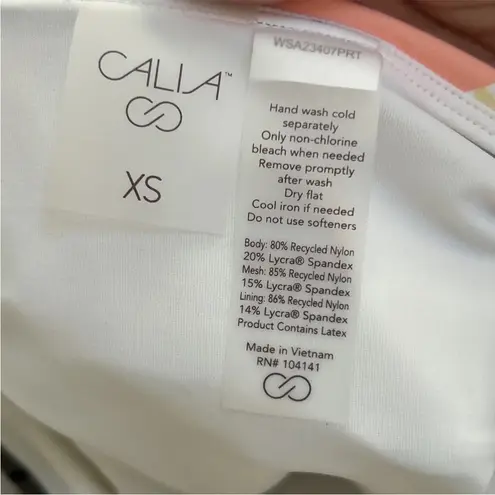 CALIA™
XS
WSA23407PRT
Hand wash cold
separately
Only non-chlorine
bleach when needed
Remove promptly
after wash
Dry flat
Cool iron if needed
Do not use softeners
Body: 80% Recycled Nylon
20% Lycra® Spandex
Mesh: 85% Recycled Nylon
15% Lycra® Spandex
Lining: 86% Recycled Nylon
14% Lycra® Spandex
Product Contains Latex
Made in Vietnam
RN# 104141